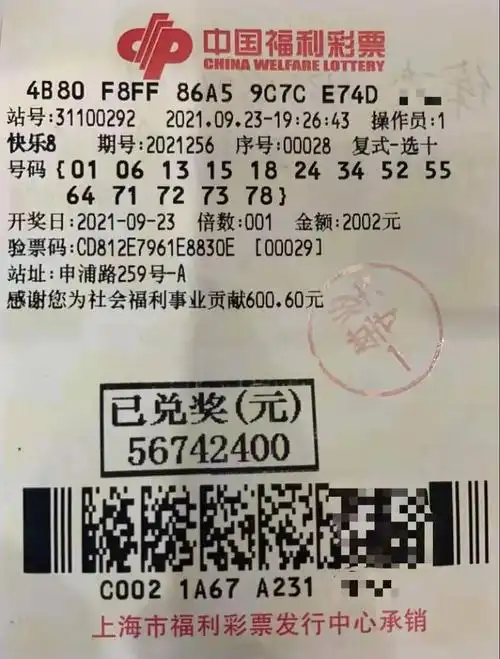 中国福利彩票
CHINA WELFARE LOTTERY
4B80 F8FF 86A5 9C7C E74D
站号:31100292 2021.09.23-19:26:43 操作员:1
快乐8 期号:2021256 序号:00028 复式-选十
号码{01 06 13 15 18 24 34 52 55
64 71 72 73 78}
开奖日:2021-09-23 倍数:001 金额:2002元
验票码:CD812E7961E8830E [00029]
站址:申浦路259号-A
感谢您为社会福利事业贡献600.60元
已兑奖(元)
56742400
C002 1A67 A231
上海市福利彩票发行中心承销